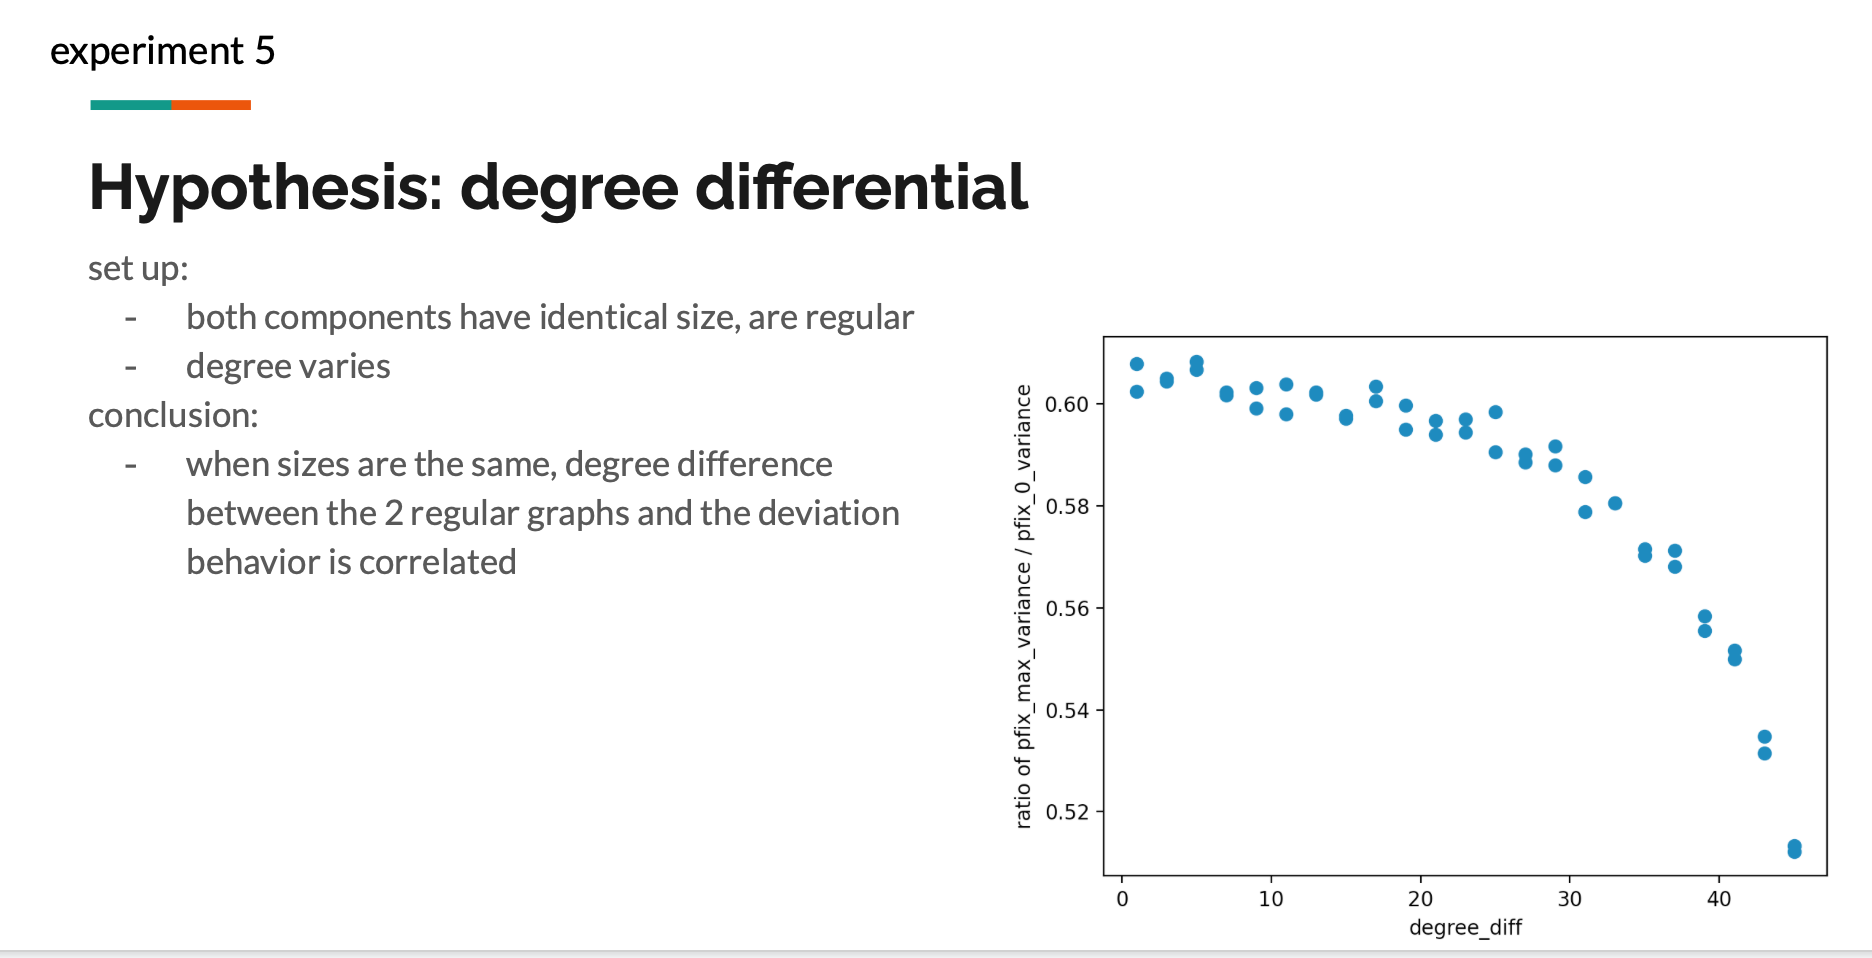 experiment 5
Hypothesis: degree differential
set up:
- both components have identical size, are regular
- degree varies
conclusion:
- when sizes are the same, degree difference
between the 2 regular graphs and the deviation
behavior is correlated
ratio of pfix_max_variance / pfix_0_variance
0.60
0.58
0.56
0.54
0.52
0 10 20 30 40
degree_diff